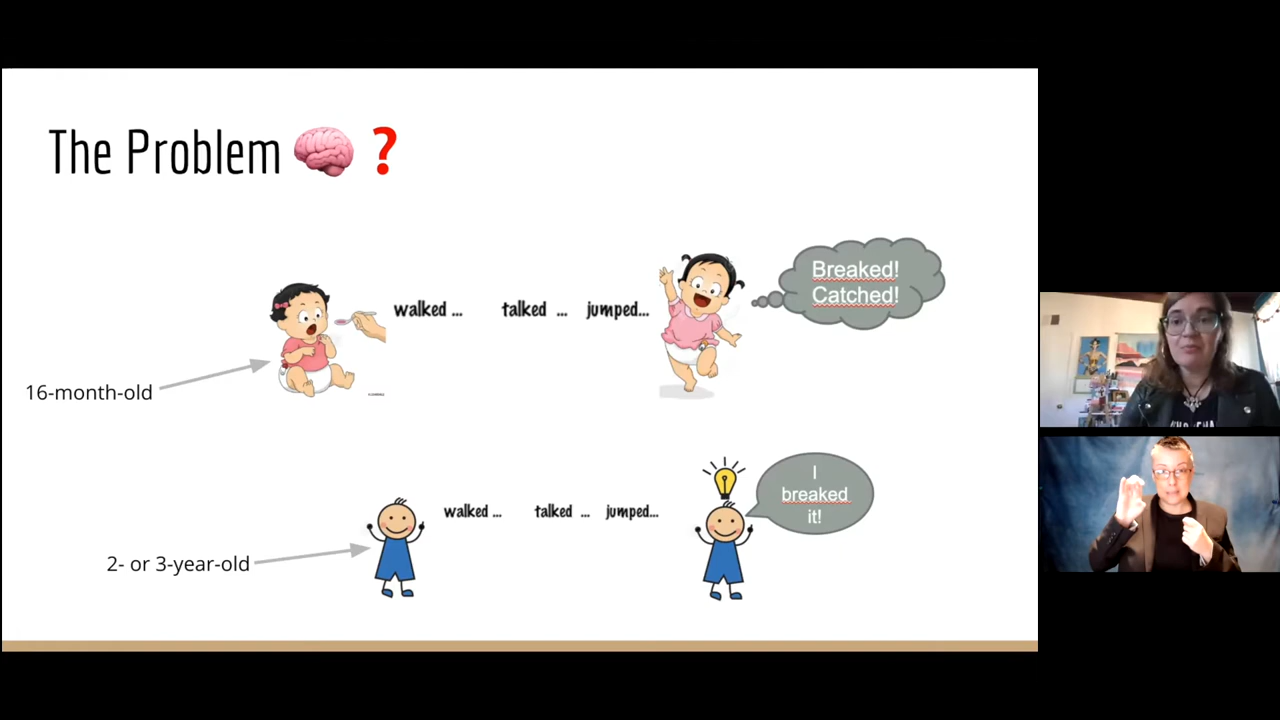 The Problem 🧠 ❓
walked ... talked ... jumped...
Breaked!
Catched!
16-month-old
walked ... talked ... jumped...
I
breaked
it!
2- or 3-year-old